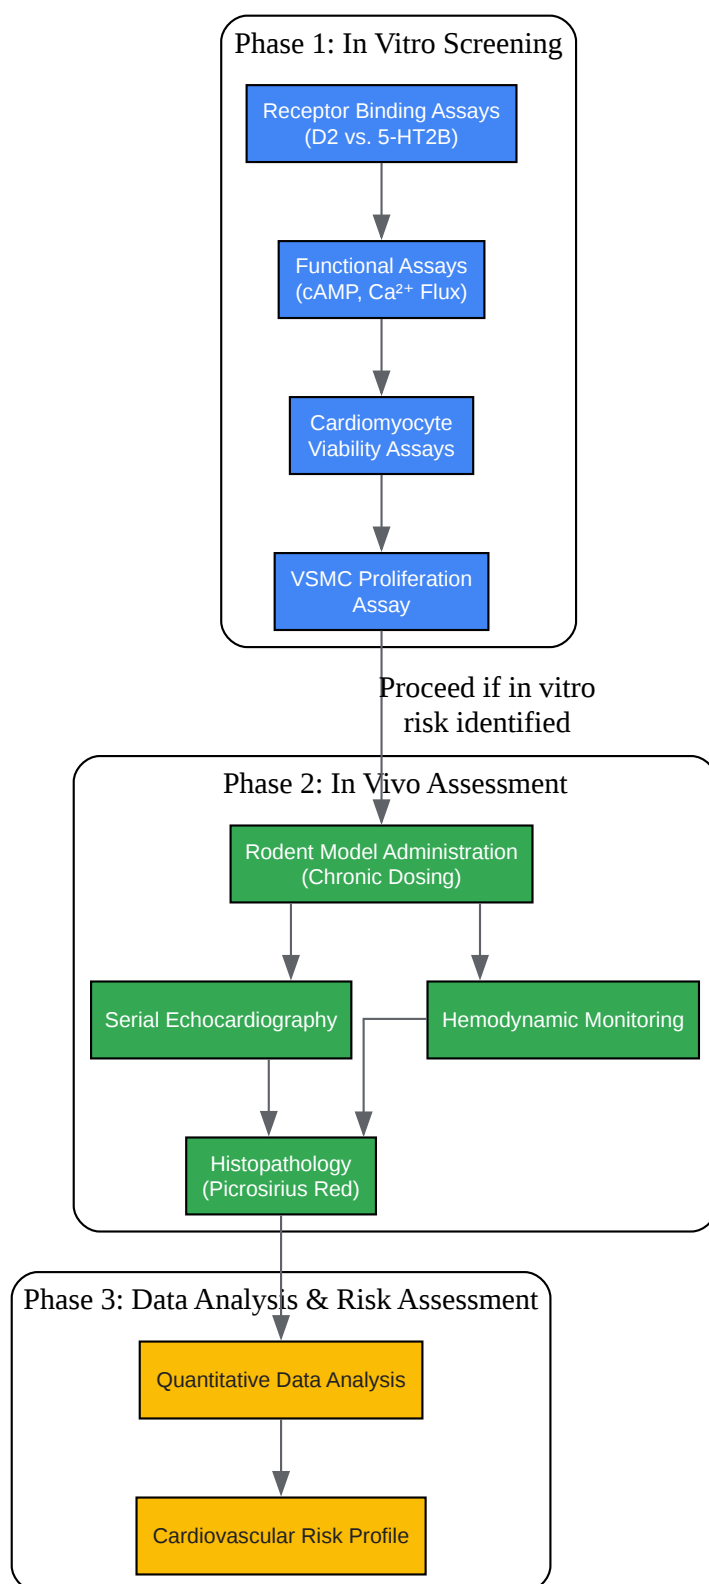 Phase 1: In Vitro Screening
Receptor Binding Assays
(D2 vs. 5-HT2B)
Functional Assays
(cAMP, Ca²⁺ Flux)
Cardiomyocyte
Viability Assays
VSMC Proliferation
Assay
Proceed if in vitro
risk identified
Phase 2: In Vivo Assessment
Rodent Model Administration
(Chronic Dosing)
Serial Echocardiography
Hemodynamic Monitoring
Histopathology
(Picrosirius Red)
Phase 3: Data Analysis & Risk Assessment
Quantitative Data Analysis
Cardiovascular Risk Profile